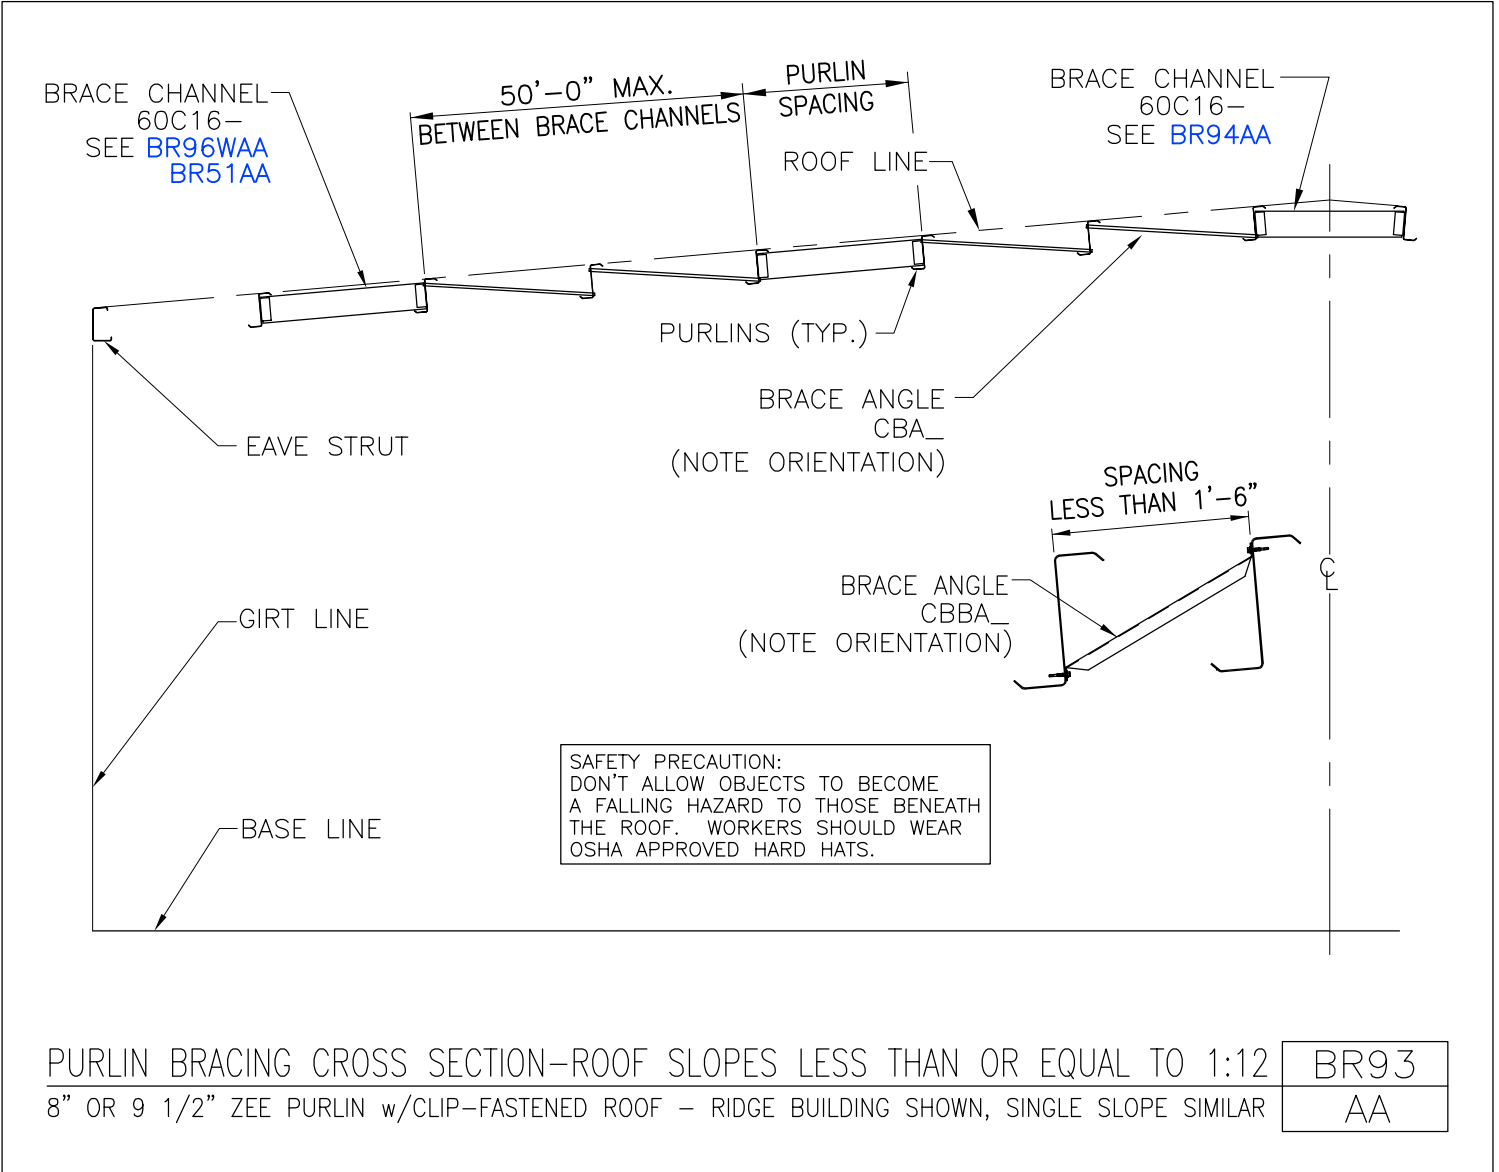 BRACE CHANNEL
60C16-
SEE BR96WAA
BR51AA
50'-0" MAX.
BETWEEN BRACE CHANNELS
PURLIN
SPACING
ROOF LINE
BRACE CHANNEL
60C16-
SEE BR94AA
PURLINS (TYP.)
BRACE ANGLE
CBA_
(NOTE ORIENTATION)
EAVE STRUT
SPACING
LESS THAN 1'-6"
BRACE ANGLE
CBBA_
(NOTE ORIENTATION)
℄
GIRT LINE
BASE LINE
SAFETY PRECAUTION:
DON'T ALLOW OBJECTS TO BECOME
A FALLING HAZARD TO THOSE BENEATH
THE ROOF. WORKERS SHOULD WEAR
OSHA APPROVED HARD HATS.
PURLIN BRACING CROSS SECTION-ROOF SLOPES LESS THAN OR EQUAL TO 1:12
BR93
8" OR 9 1/2" ZEE PURLIN w/CLIP-FASTENED ROOF - RIDGE BUILDING SHOWN, SINGLE SLOPE SIMILAR
AA